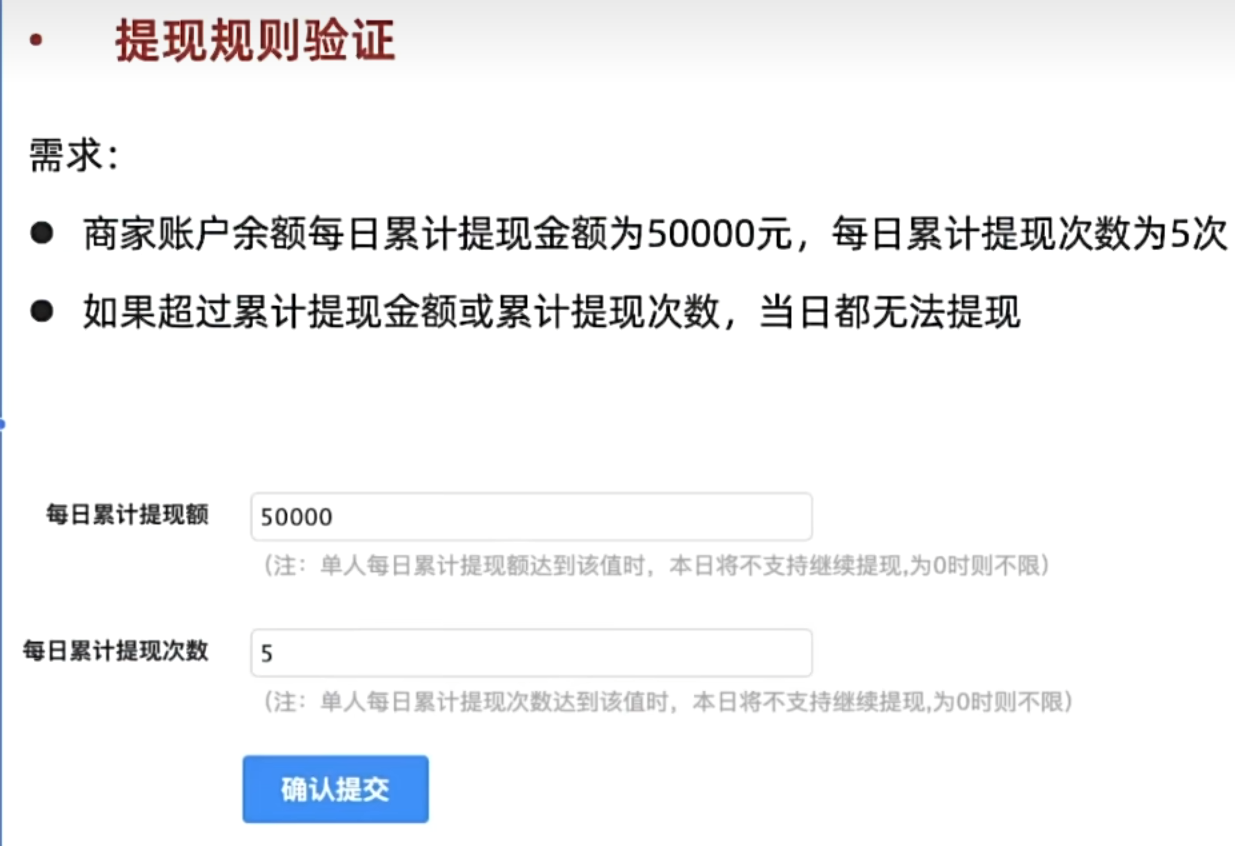 • 提现规则验证
需求：
● 商家账户余额每日累计提现金额为50000元，每日累计提现次数为5次
● 如果超过累计提现金额或累计提现次数，当日都无法提现
每日累计提现额 50000
（注：单人每日累计提现额达到该值时，本日将不支持继续提现,为0时则不限）
每日累计提现次数 5
（注：单人每日累计提现次数达到该值时，本日将不支持继续提现,为0时则不限）
确认提交